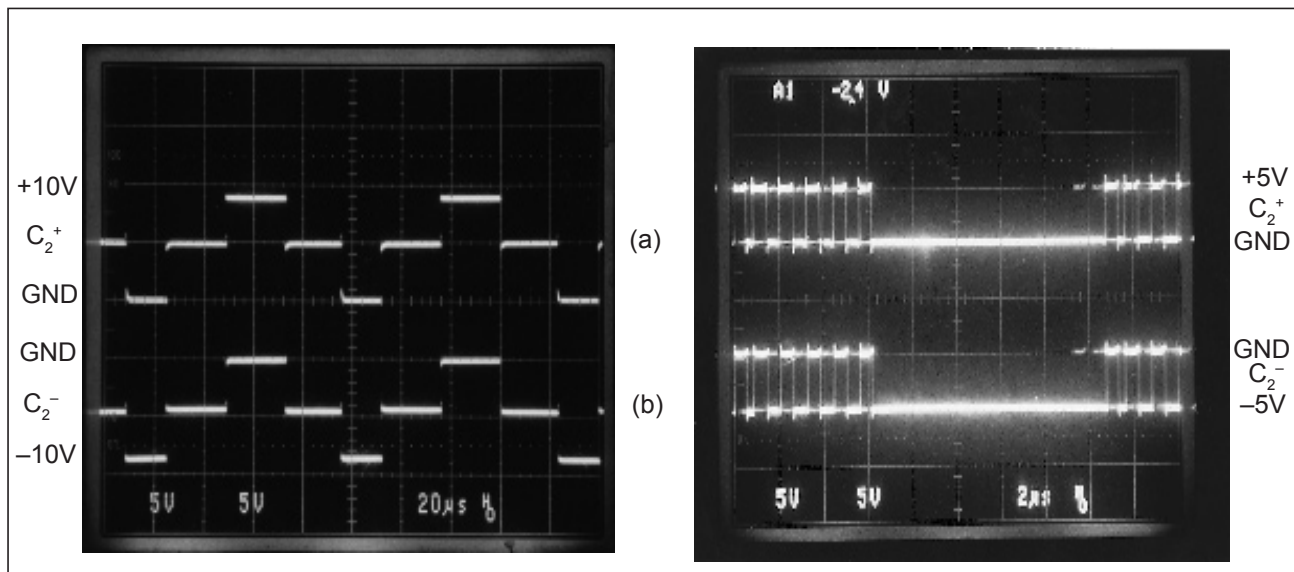 +10V
C₂⁺
GND
GND
C₂⁻
–10V
5V 5V 20µs
(a)
(b)
A1 -2.4 V
5V 5V 2µs
+5V
C₂⁺
GND
GND
C₂⁻
–5V